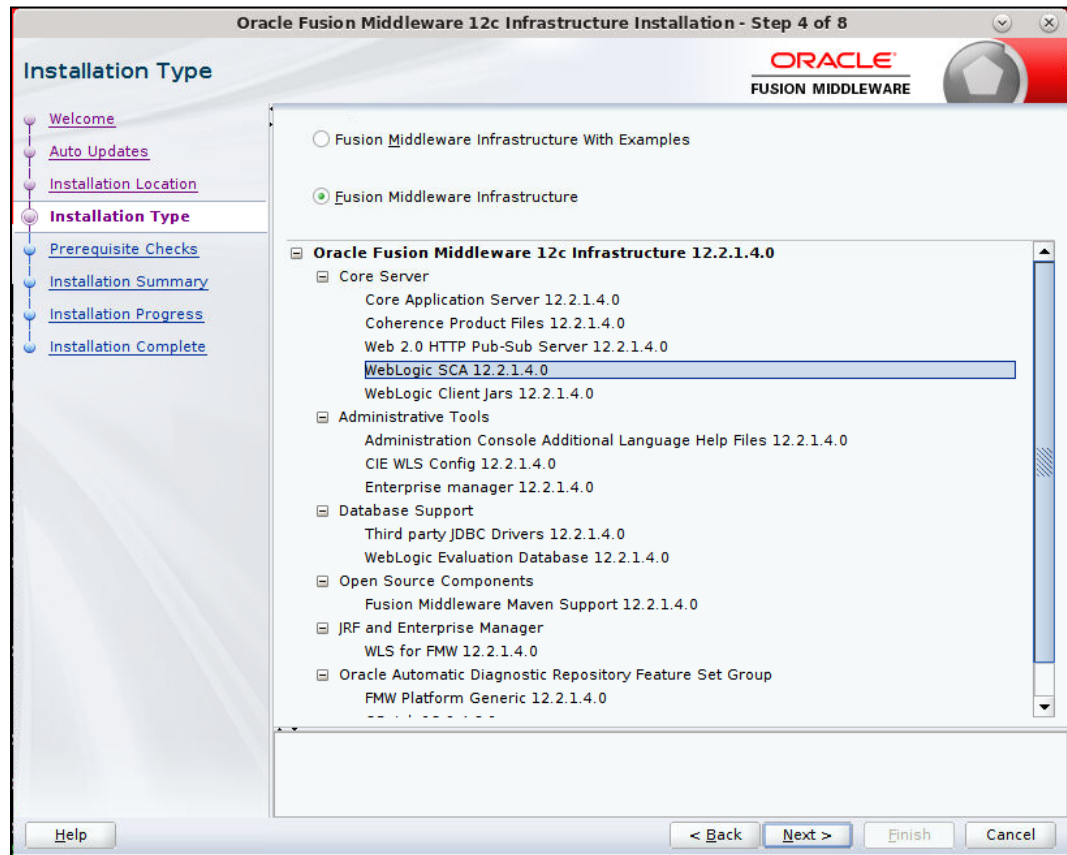 Oracle Fusion Middleware 12c Infrastructure Installation - Step 4 of 8
Installation Type
ORACLE
FUSION MIDDLEWARE
Welcome
Auto Updates
Installation Location
Installation Type
Prerequisite Checks
Installation Summary
Installation Progress
Installation Complete
Fusion Middleware Infrastructure With Examples
Fusion Middleware Infrastructure
Oracle Fusion Middleware 12c Infrastructure 12.2.1.4.0
Core Server
Core Application Server 12.2.1.4.0
Coherence Product Files 12.2.1.4.0
Web 2.0 HTTP Pub-Sub Server 12.2.1.4.0
WebLogic SCA 12.2.1.4.0
WebLogic Client Jars 12.2.1.4.0
Administrative Tools
Administration Console Additional Language Help Files 12.2.1.4.0
CIE WLS Config 12.2.1.4.0
Enterprise manager 12.2.1.4.0
Database Support
Third party JDBC Drivers 12.2.1.4.0
WebLogic Evaluation Database 12.2.1.4.0
Open Source Components
Fusion Middleware Maven Support 12.2.1.4.0
JRF and Enterprise Manager
WLS for FMW 12.2.1.4.0
Oracle Automatic Diagnostic Repository Feature Set Group
FMW Platform Generic 12.2.1.4.0
Help
< Back
Next >
Finish
Cancel